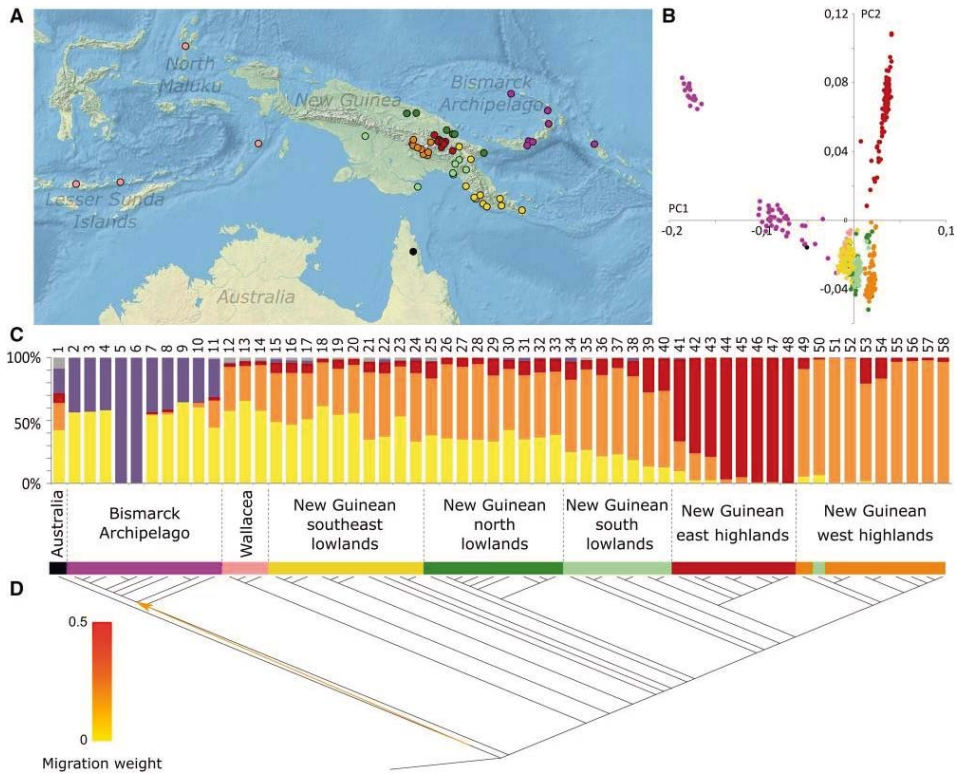 A
North
Maluku
New Guinea
Bismarck
Archipelago
Lesser Sunda
Islands
Australia
B
0,12
PC2
0,08
0,04
PC1
0
-0,2
-0,1
0,1
-0,04
C
1 2 3 4 5 6 7 8 9 10 11 12 13 14 15 16 17 18 19 20 21 22 23 24 25 26 27 28 29 30 31 32 33 34 35 36 37 38 39 40 41 42 43 44 45 46 47 48 49 50 51 52 53 54 55 56 57 58
100%
50%
0%
Australia
Bismarck
Archipelago
Wallacea
New Guinean
southeast
lowlands
New Guinean
north
lowlands
New Guinean
south
lowlands
New Guinean
east highlands
New Guinean
west highlands
D
0.5
0
Migration weight